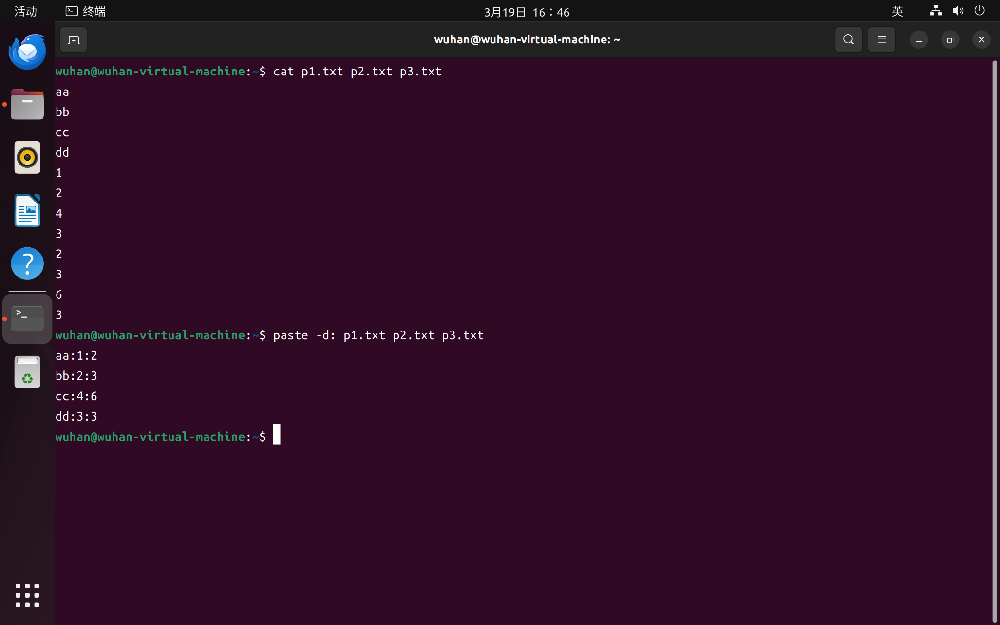 活动 终端 3月19日 16：46 英
wuhan@wuhan-virtual-machine: ~
wuhan@wuhan-virtual-machine:~$ cat p1.txt p2.txt p3.txt
aa
bb
cc
dd
1
2
4
3
2
3
6
3
wuhan@wuhan-virtual-machine:~$ paste -d: p1.txt p2.txt p3.txt
aa:1:2
bb:2:3
cc:4:6
dd:3:3
wuhan@wuhan-virtual-machine:~$